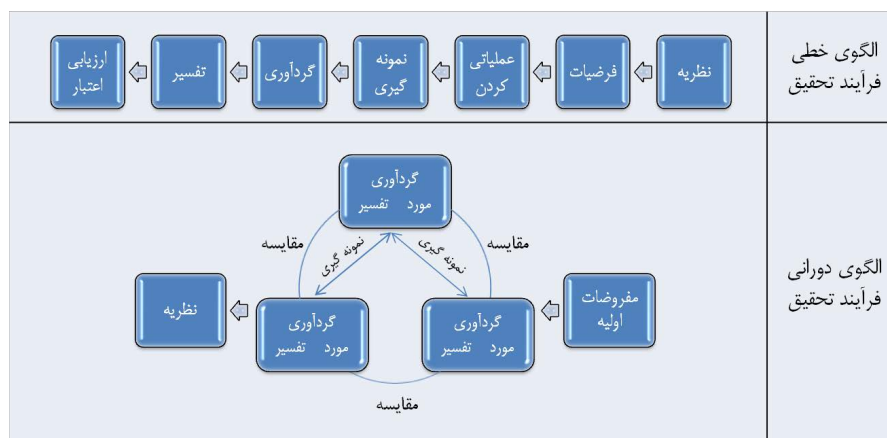 الگوی خطی
فرآیند تحقیق
نظریه
فرضیات
عملیاتی
کردن
نمونه
گیری
گردآوری
تفسیر
ارزیابی
اعتبار
الگوی دورانی
فرآیند تحقیق
گردآوری
مورد تفسیر
مقایسه
مقایسه
نمونه گیری
نمونه گیری
مفروضات
اولیه
گردآوری
مورد تفسیر
گردآوری
مورد تفسیر
نظریه
مقایسه